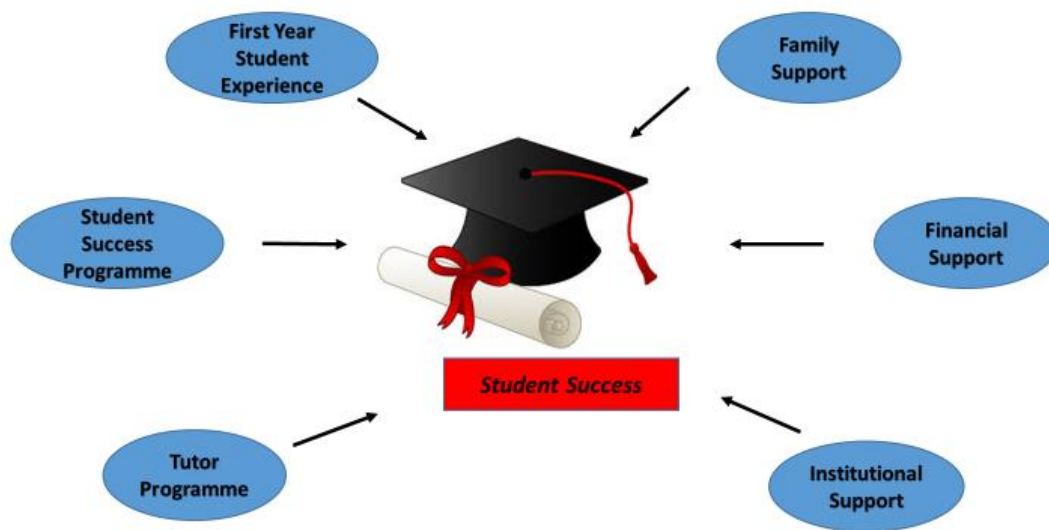 First Year
Student
Experience
Family
Support
Student
Success
Programme
Financial
Support
Student Success
Tutor
Programme
Institutional
Support